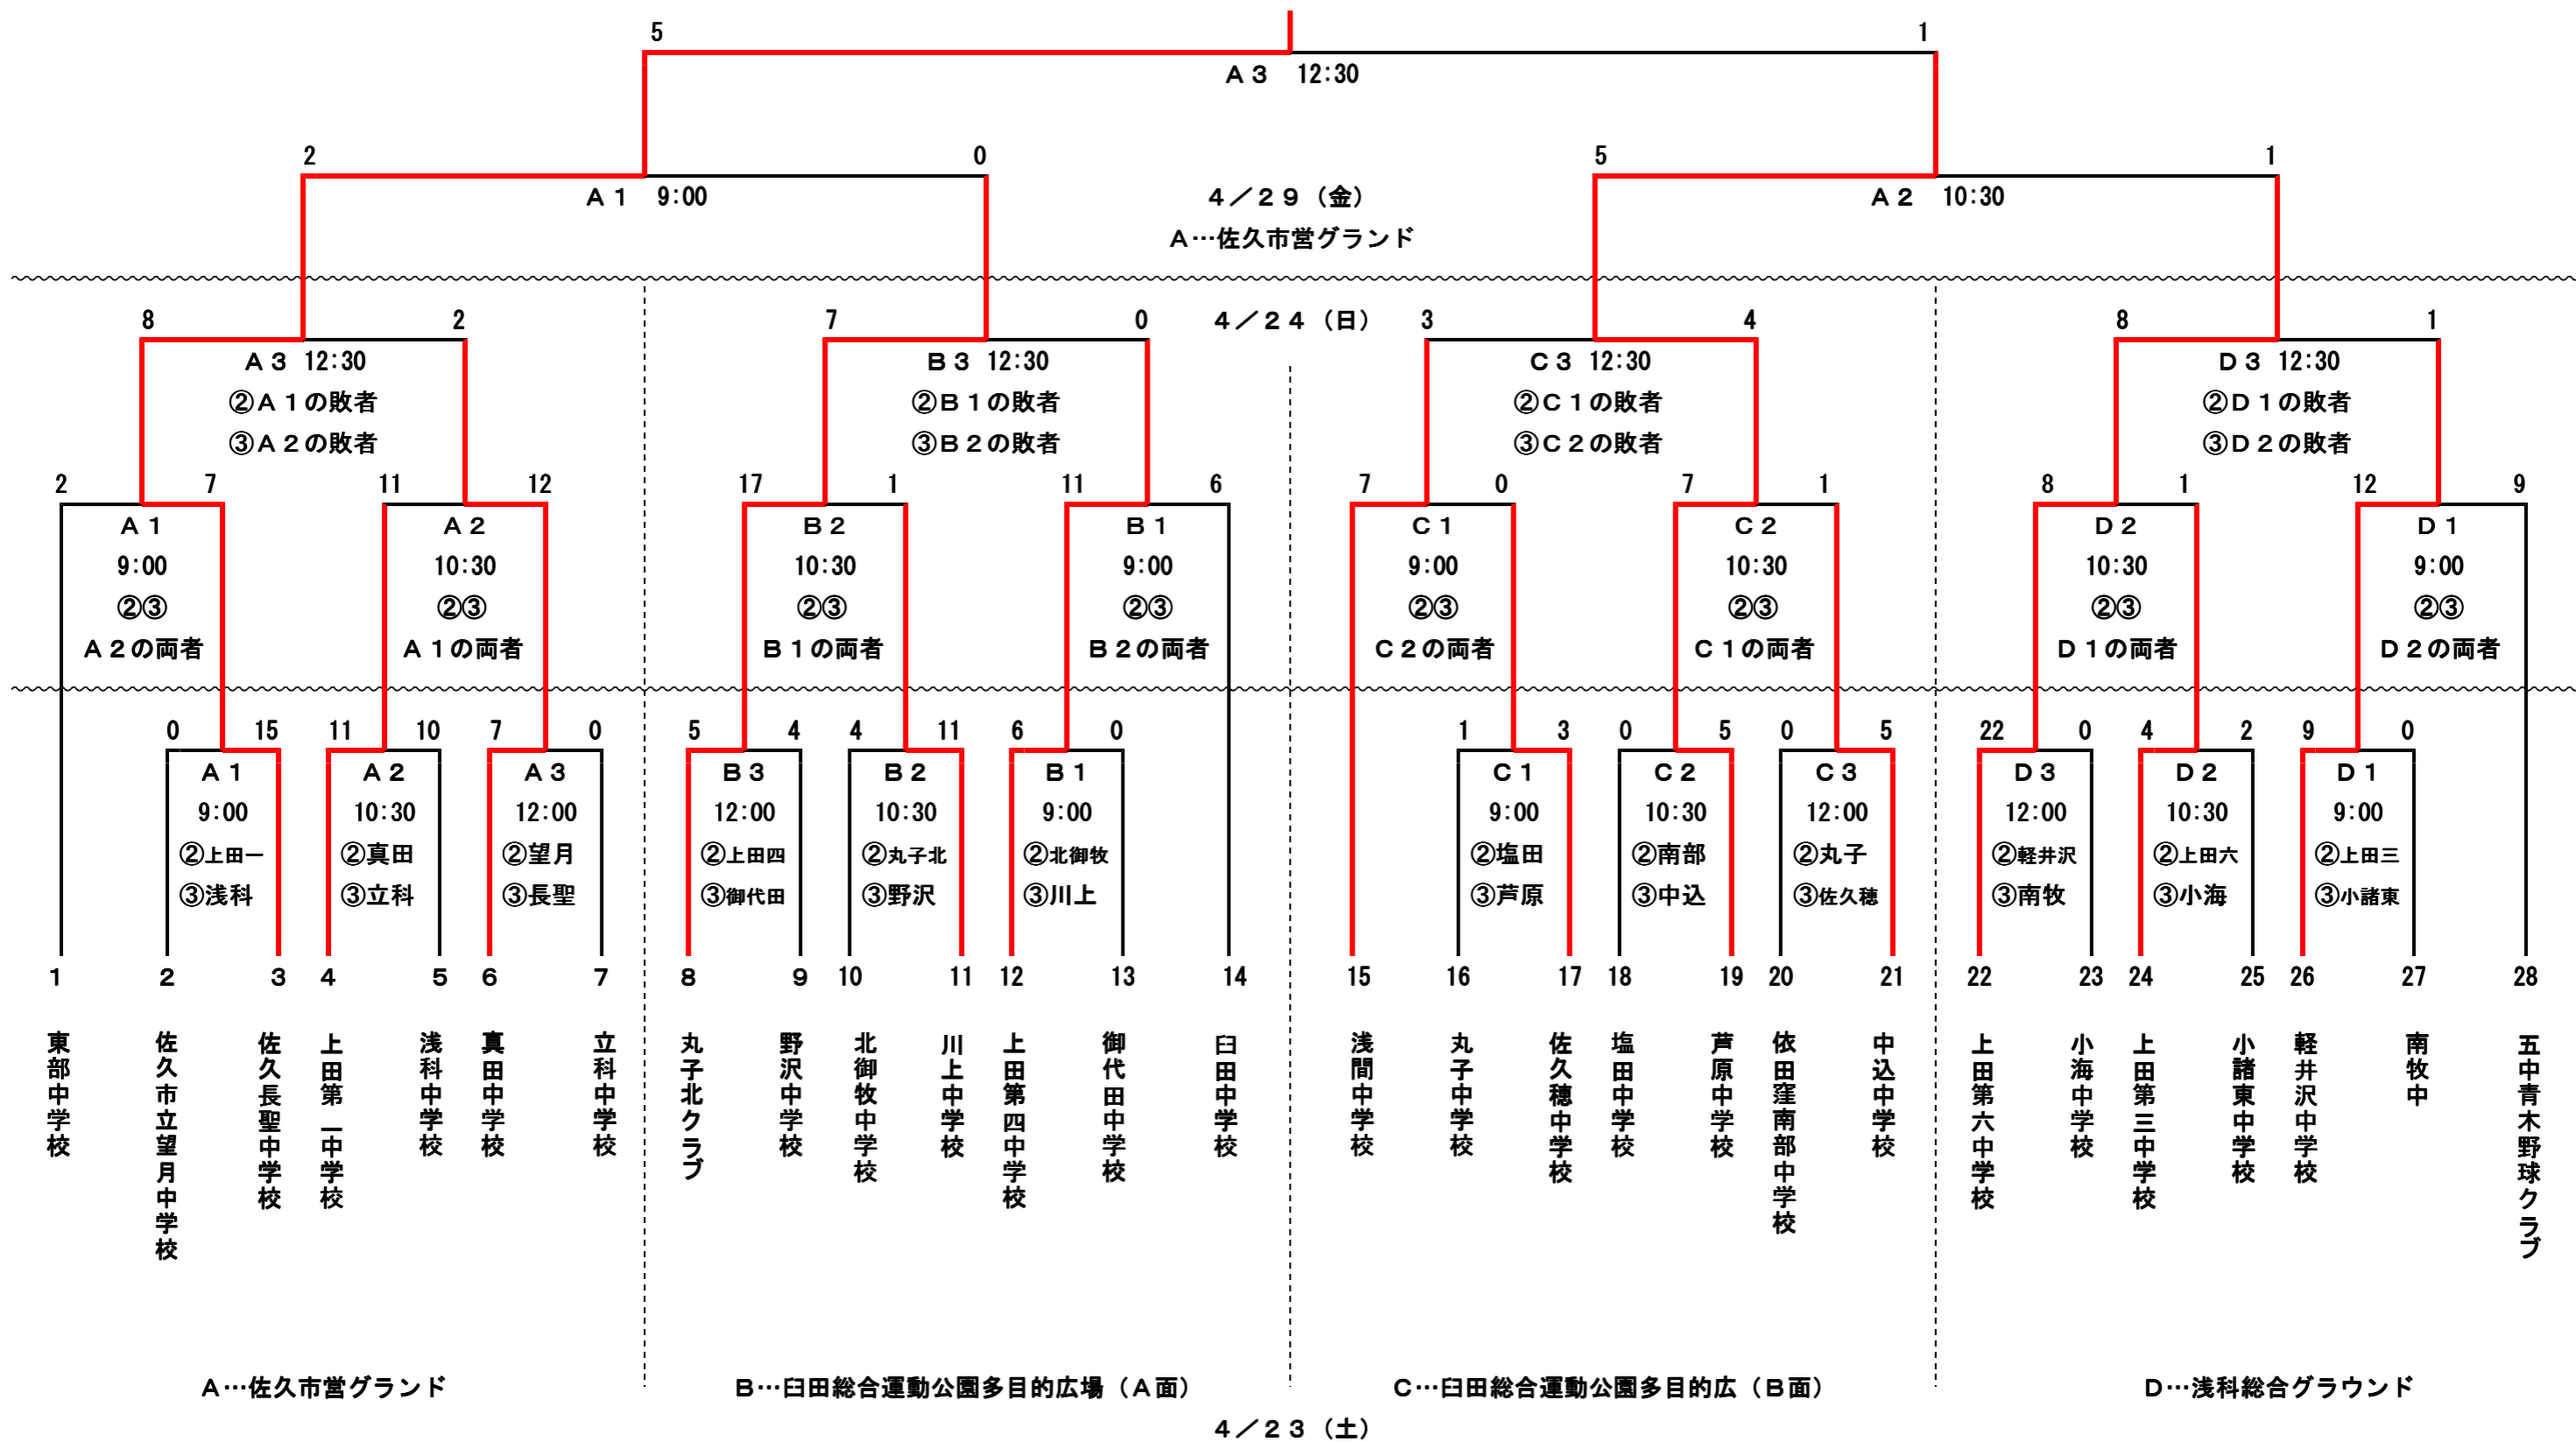 5 1
A3 12:30
2 0 5 1
A1 9:00 4/29(金) A2 10:30
A…佐久市営グランド
8 2 7 0 4/24(日) 3 4 8 1
A3 12:30 B3 12:30 C3 12:30 D3 12:30
②A1の敗者 ②B1の敗者 ②C1の敗者 ②D1の敗者
③A2の敗者 ③B2の敗者 ③C2の敗者 ③D2の敗者
2 7 11 12 17 1 11 6 7 0 7 1 8 1 12 9
A1 A2 B2 B1 C1 C2 D2 D1
9:00 10:30 10:30 9:00 9:00 10:30 10:30 9:00
②③ ②③ ②③ ②③ ②③ ②③ ②③ ②③
A2の両者 A1の両者 B1の両者 B2の両者 C2の両者 C1の両者 D1の両者 D2の両者
0 15 11 10 7 0 5 4 4 11 6 0 1 3 0 5 0 5 22 0 4 2 9 0
A1 A2 A3 B3 B2 B1 C1 C2 C3 D3 D2 D1
9:00 10:30 12:00 12:00 10:30 9:00 9:00 10:30 12:00 12:00 10:30 9:00
②上田一 ②真田 ②望月 ②上田四 ②丸子北 ②北御牧 ②塩田 ②南部 ②丸子 ②軽井沢 ②上田六 ②上田三
③浅科 ③立科 ③長聖 ③御代田 ③野沢 ③川上 ③芦原 ③中込 ③佐久穂 ③南牧 ③小海 ③小諸東
1 2 3 4 5 6 7 8 9 10 11 12 13 14 15 16 17 18 19 20 21 22 23 24 25 26 27 28
東部中学校
佐久市立望月中学校
佐久長聖中学校
上田第一中学校
浅科中学校
真田中学校
立科中学校
丸子北クラブ
野沢中学校
北御牧中学校
川上中学校
上田第四中学校
御代田中学校
臼田中学校
浅間中学校
丸子中学校
佐久穂中学校
塩田中学校
芦原中学校
依田窪南部中学校
中込中学校
上田第六中学校
小海中学校
上田第三中学校
小諸東中学校
軽井沢中学校
南牧中
五中青木野球クラブ
A…佐久市営グランド B…臼田総合運動公園多目的広場(A面) C…臼田総合運動公園多目的広(B面) D…浅科総合グラウンド
4/23(土)